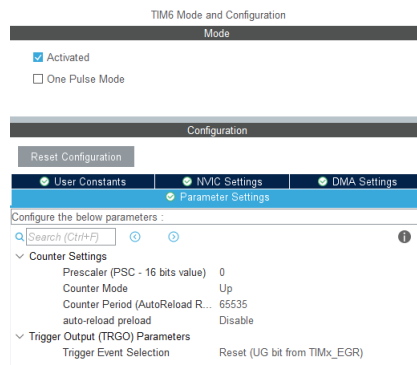 TIM6 Mode and Configuration
Mode
Activated
One Pulse Mode
Configuration
Reset Configuration
User Constants NVIC Settings DMA Settings
Parameter Settings
Configure the below parameters :
Search (Ctrl+F)
Counter Settings
Prescaler (PSC - 16 bits value) 0
Counter Mode Up
Counter Period (AutoReload R... 65535
auto-reload preload Disable
Trigger Output (TRGO) Parameters
Trigger Event Selection Reset (UG bit from TIMx_EGR)